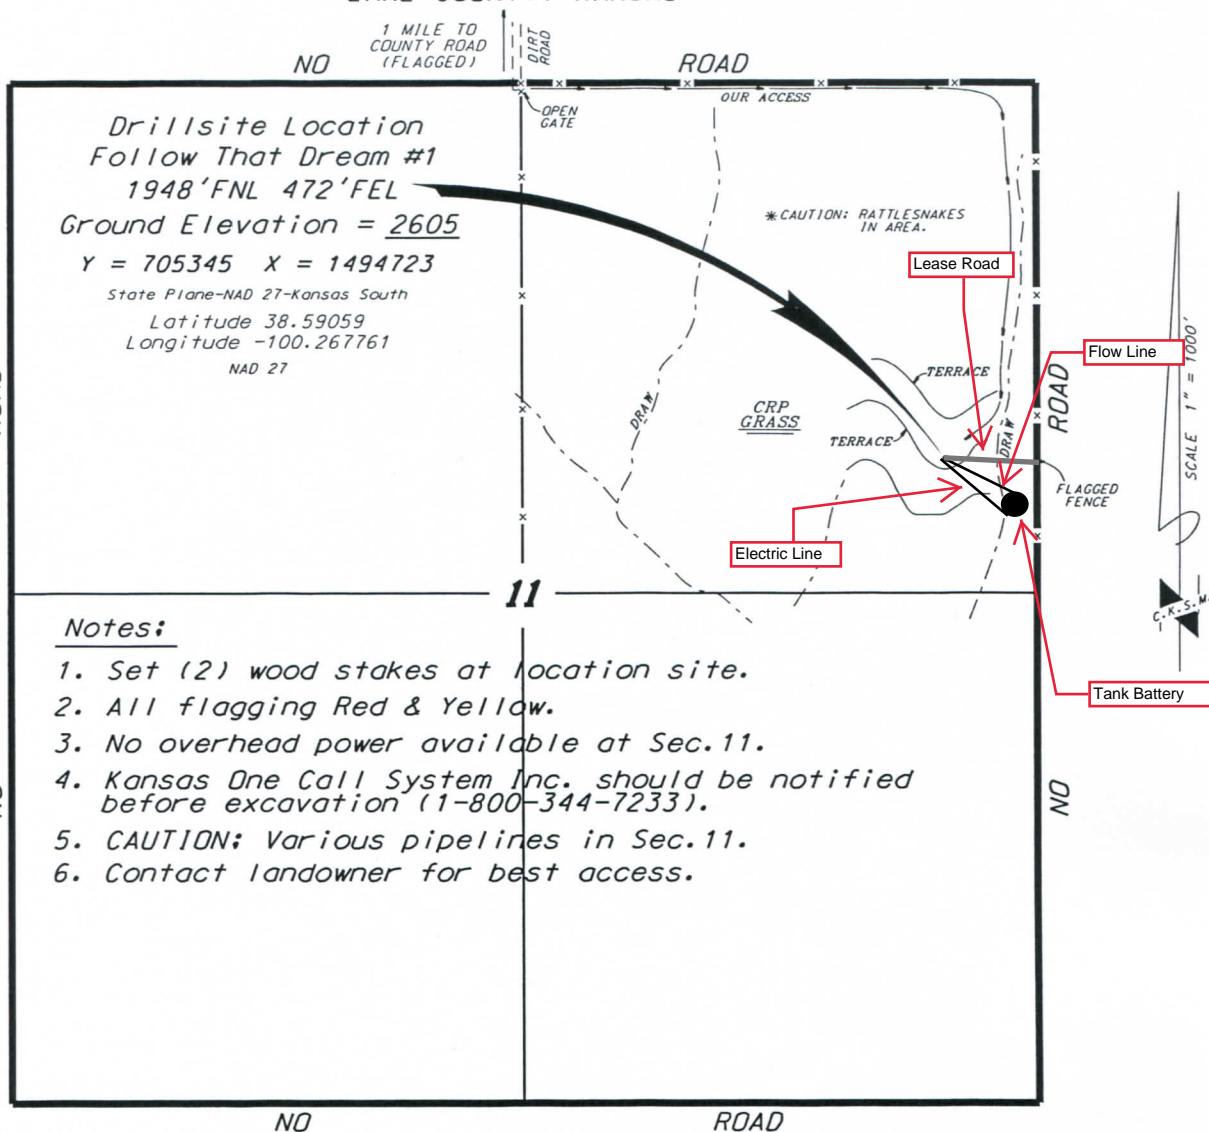 1 MILE TO
COUNTY ROAD
(FLAGGED)
DIRT
ROAD
NO
ROAD
OUR ACCESS
OPEN
GATE
Drillsite Location
Follow That Dream #1
1948'FNL 472'FEL
Ground Elevation = 2605
Y = 705345 X = 1494723
State Plane-NAD 27-Kansas South
Latitude 38.59059
Longitude -100.267761
NAD 27
*CAUTION: RATTLESNAKES
IN AREA.
Lease Road
Flow Line
SCALE 1" = 1000'
TERRACE
ROAD
DRAW
CRP
GRASS
TERRACE
DRAW
FLAGGED
FENCE
Electric Line
11
C.K.S.M.
Tank Battery
Notes:
1. Set (2) wood stakes at location site.
2. All flagging Red & Yellow.
3. No overhead power available at Sec.11.
4. Kansas One Call System Inc. should be notified
before excavation (1-800-344-7233).
5. CAUTION: Various pipelines in Sec.11.
6. Contact landowner for best access.
NO
NO
ROAD